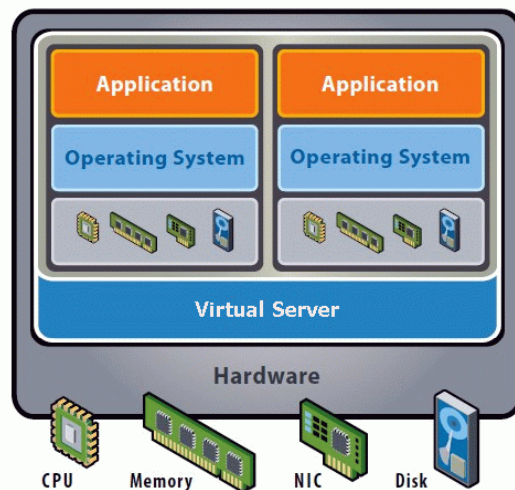 Application
Application
Operating System
Operating System
Virtual Server
Hardware
CPU Memory NIC Disk